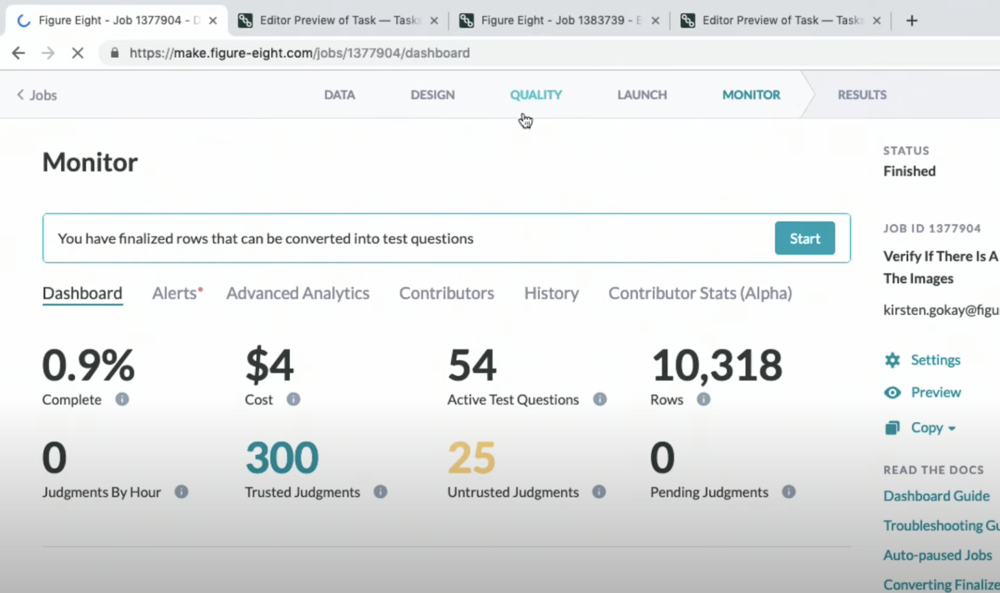 Figure Eight - Job 1377904 - D
Editor Preview of Task — Tasks
Figure Eight - Job 1383739 - E
Editor Preview of Task — Tasks
https://make.figure-eight.com/jobs/1377904/dashboard
Jobs
DATA
DESIGN
QUALITY
LAUNCH
MONITOR
RESULTS
Monitor
You have finalized rows that can be converted into test questions
Start
Dashboard
Alerts
Advanced Analytics
Contributors
History
Contributor Stats (Alpha)
0.9%
Complete
$4
Cost
54
Active Test Questions
10,318
Rows
0
Judgments By Hour
300
Trusted Judgments
25
Untrusted Judgments
0
Pending Judgments
STATUS
Finished
JOB ID 1377904
Verify If There Is A
The Images
kirsten.gokay@figu
Settings
Preview
Copy
READ THE DOCS
Dashboard Guide
Troubleshooting Gu
Auto-paused Jobs
Converting Finalize